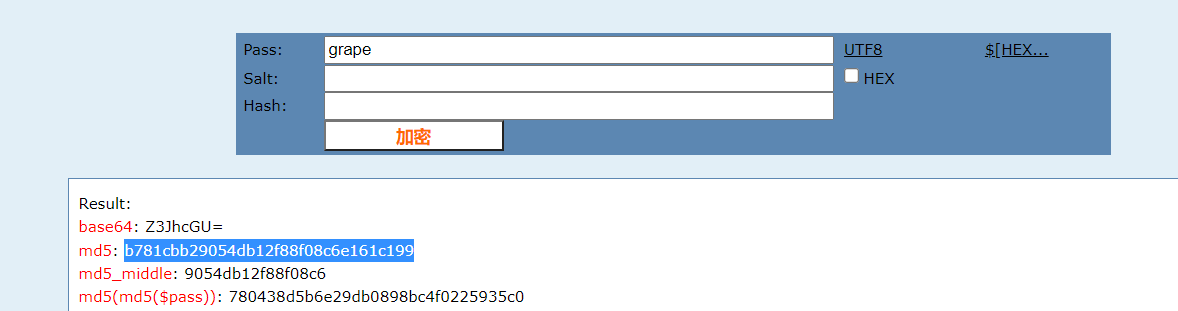 Pass: grape UTF8 $[HEX...
Salt: HEX
Hash:
加密
Result:
base64: Z3JhcGU=
md5: b781cbb29054db12f88f08c6e161c199
md5_middle: 9054db12f88f08c6
md5(md5($pass)): 780438d5b6e29db0898bc4f0225935c0